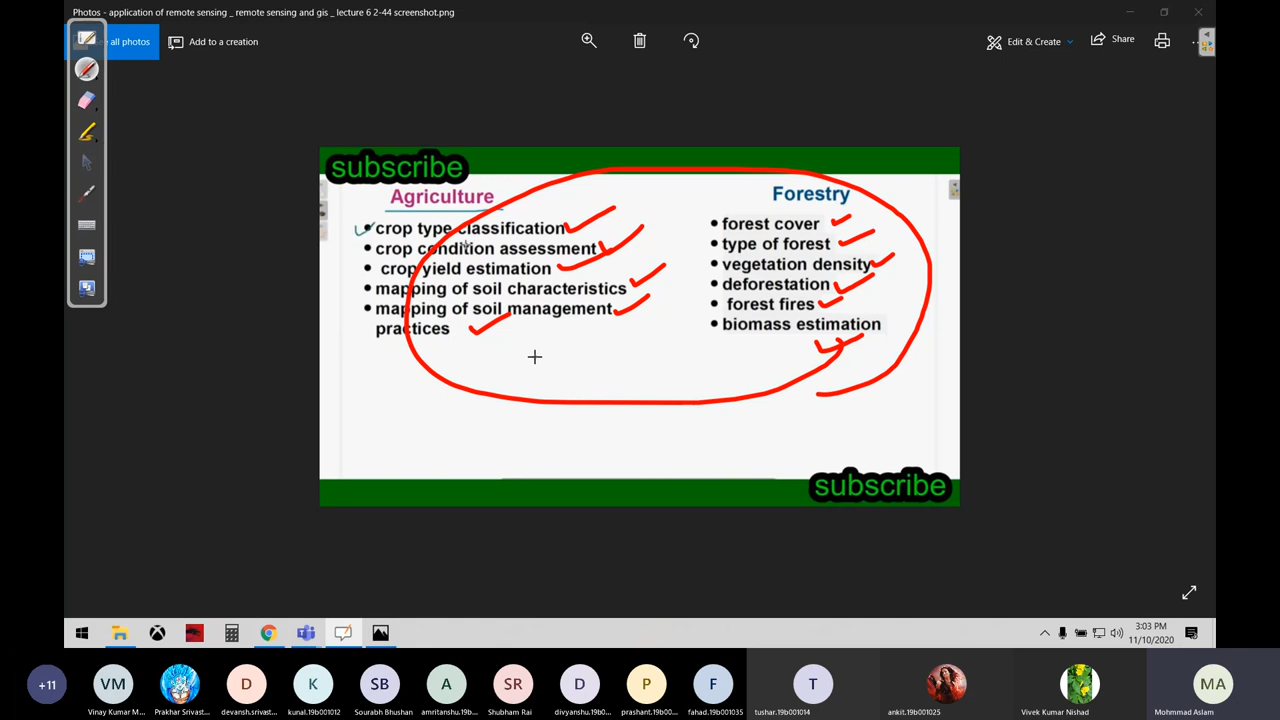 Photos - application of remote sensing _ remote sensing and gis _ lecture 6 2-44 screenshot.png
all photos
Add to a creation
Edit & Create
Share
subscribe
Agriculture
• crop type classification
• crop condition assessment
• crop yield estimation
• mapping of soil characteristics
• mapping of soil management
practices
Forestry
• forest cover
• type of forest
• vegetation density
• deforestation
• forest fires
• biomass estimation
subscribe
3:03 PM
11/10/2020
+11
VM
D
K
SB
A
SR
D
P
F
T
MA
Vinay Kumar M...
Prakhar Srivast...
devansh.srivast...
kunal.19b001012
Sourabh Bhushan
amritanshu.19b...
Shubham Rai
divyanshu.19b0...
prashant.19b00...
fahad.19b001035
tushar.19b001014
ankit.19b001025
Vivek Kumar Nishad
Mohmmad Aslam